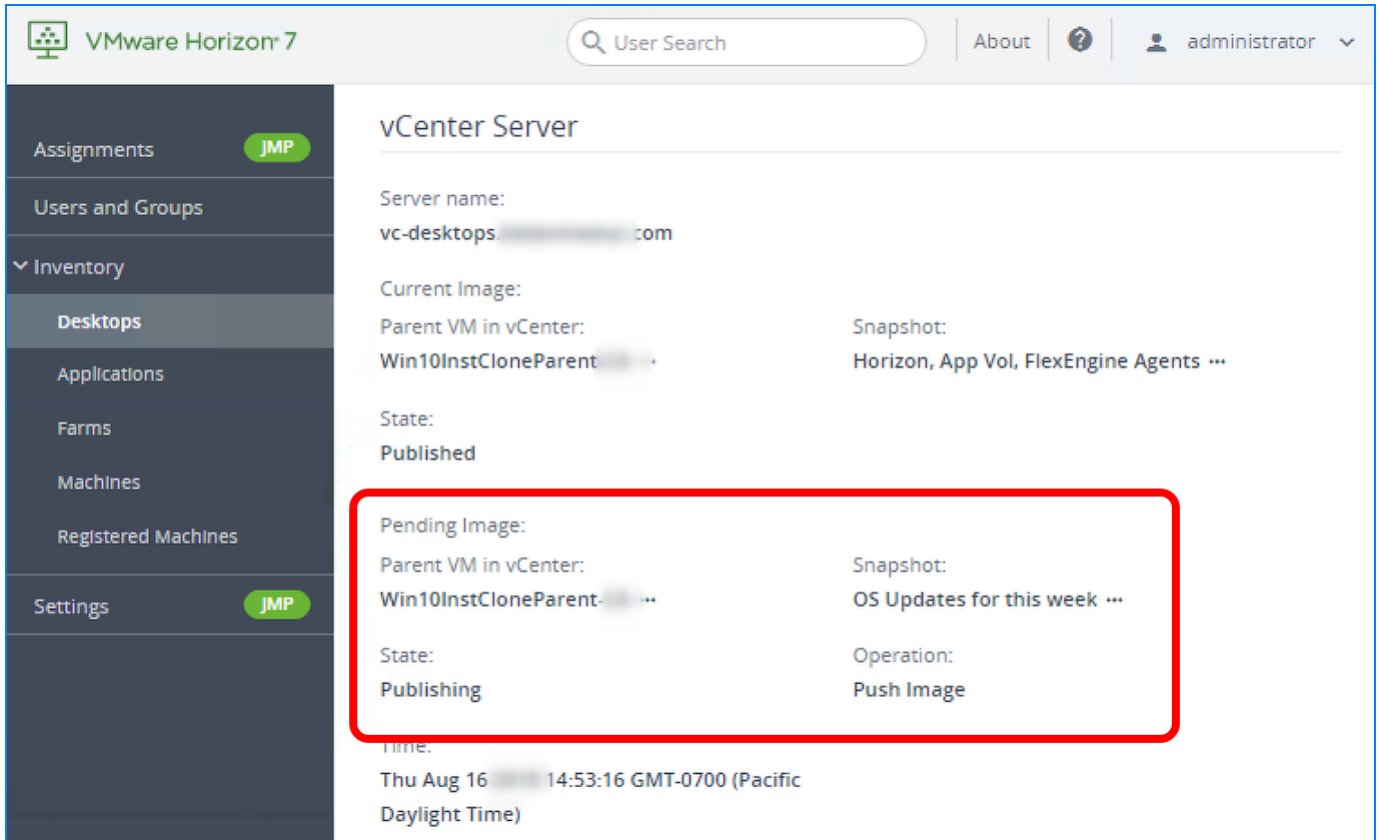 VMware Horizon® 7
User Search
About
administrator
Assignments
JMP
Users and Groups
Inventory
Desktops
Applications
Farms
Machines
Registered Machines
Settings
JMP
vCenter Server
Server name:
vc-desktops. .com
Current Image:
Parent VM in vCenter: Snapshot:
Win10InstCloneParent ··· Horizon, App Vol, FlexEngine Agents ···
State:
Published
Pending Image:
Parent VM in vCenter: Snapshot:
Win10InstCloneParent- ··· OS Updates for this week ···
State: Operation:
Publishing Push Image
Time:
Thu Aug 16 14:53:16 GMT-0700 (Pacific
Daylight Time)